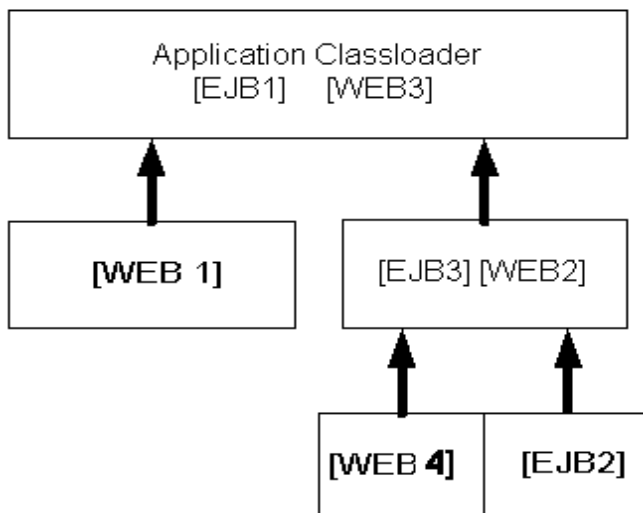 Application Classloader
[EJB1] [WEB3]
[WEB 1]
[EJB3] [WEB2]
[WEB 4]
[EJB2]